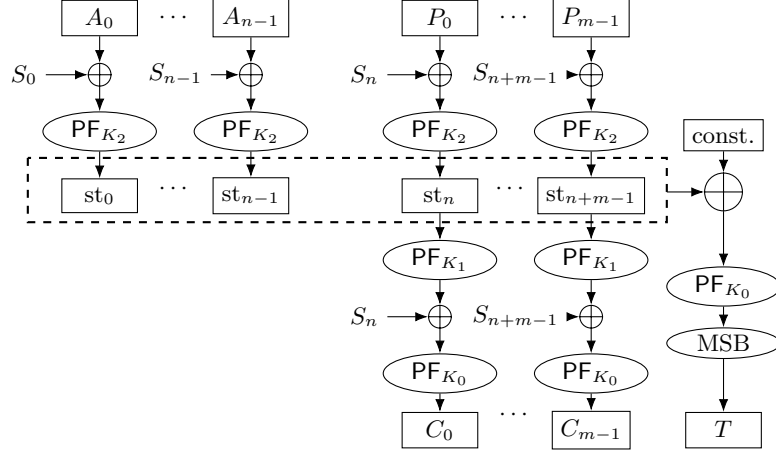 A_0 ⋯ A_{n−1} P_0 ⋯ P_{m−1}
S_0 S_{n−1} S_n S_{n+m−1}
PF_{K_2} PF_{K_2} PF_{K_2} PF_{K_2} const.
st_0 ⋯ st_{n−1} st_n ⋯ st_{n+m−1}
PF_{K_1} PF_{K_1} PF_{K_0}
S_n S_{n+m−1} MSB
PF_{K_0} PF_{K_0}
C_0 ⋯ C_{m−1} T